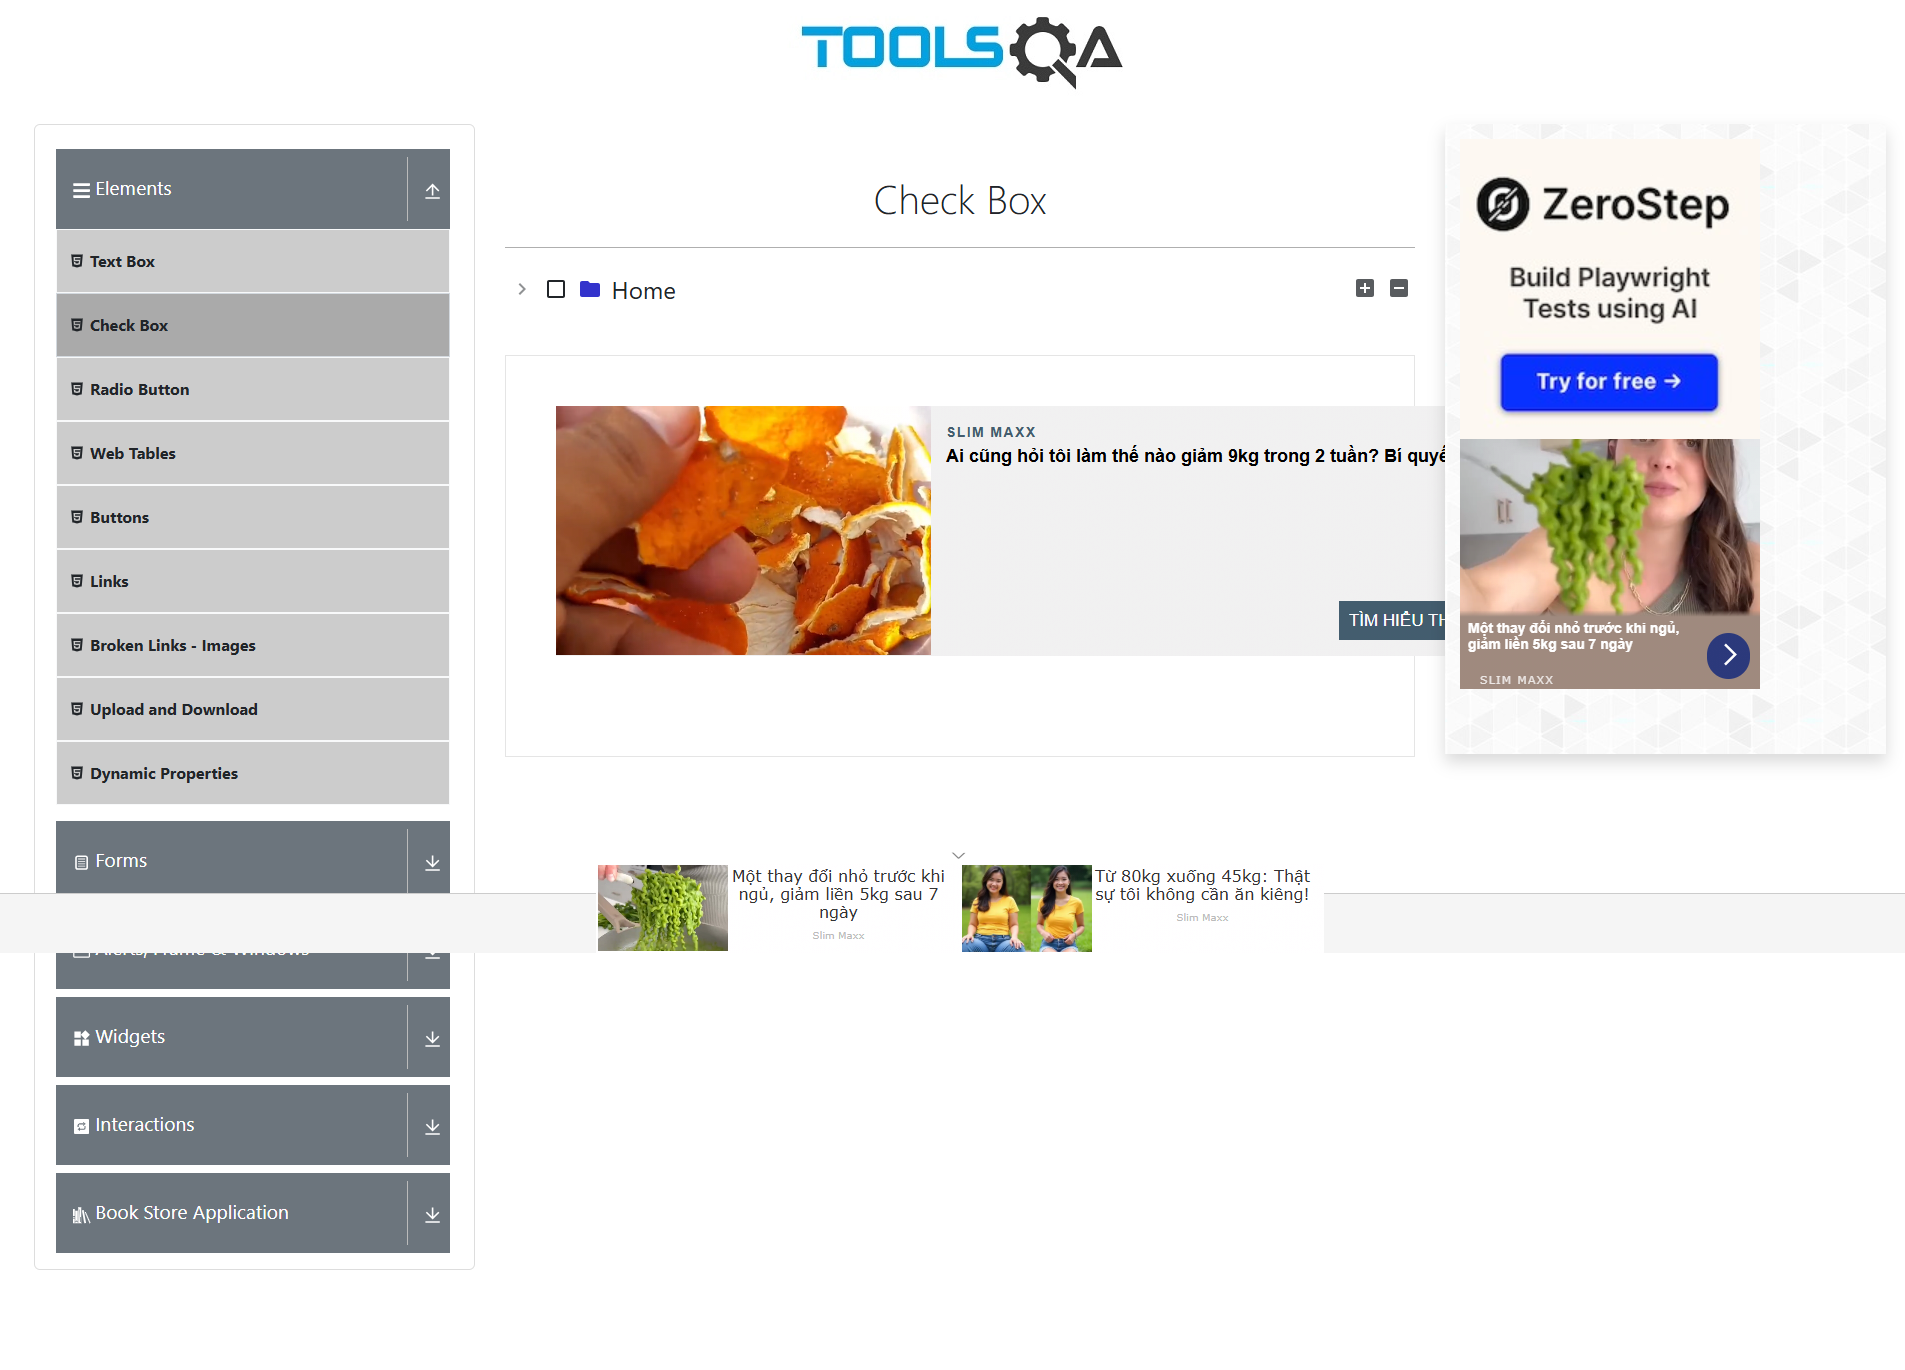 TOOLSQA
Elements
Text Box
Check Box
Radio Button
Web Tables
Buttons
Links
Broken Links - Images
Upload and Download
Dynamic Properties
Forms
Alerts, Frame & Windows
Widgets
Interactions
Book Store Application
Check Box
Home
SLIM MAXX
Ai cũng hỏi tôi làm thế nào giảm 9kg trong 2 tuần? Bí quyế
TÌM HIỂU TH
Một thay đổi nhỏ trước khi
ngủ, giảm liền 5kg sau 7
ngày
Slim Maxx
Từ 80kg xuống 45kg: Thật
sự tôi không cần ăn kiêng!
Slim Maxx
ZeroStep
Build Playwright
Tests using AI
Try for free →
Một thay đổi nhỏ trước khi ngủ,
giảm liền 5kg sau 7 ngày
SLIM MAXX